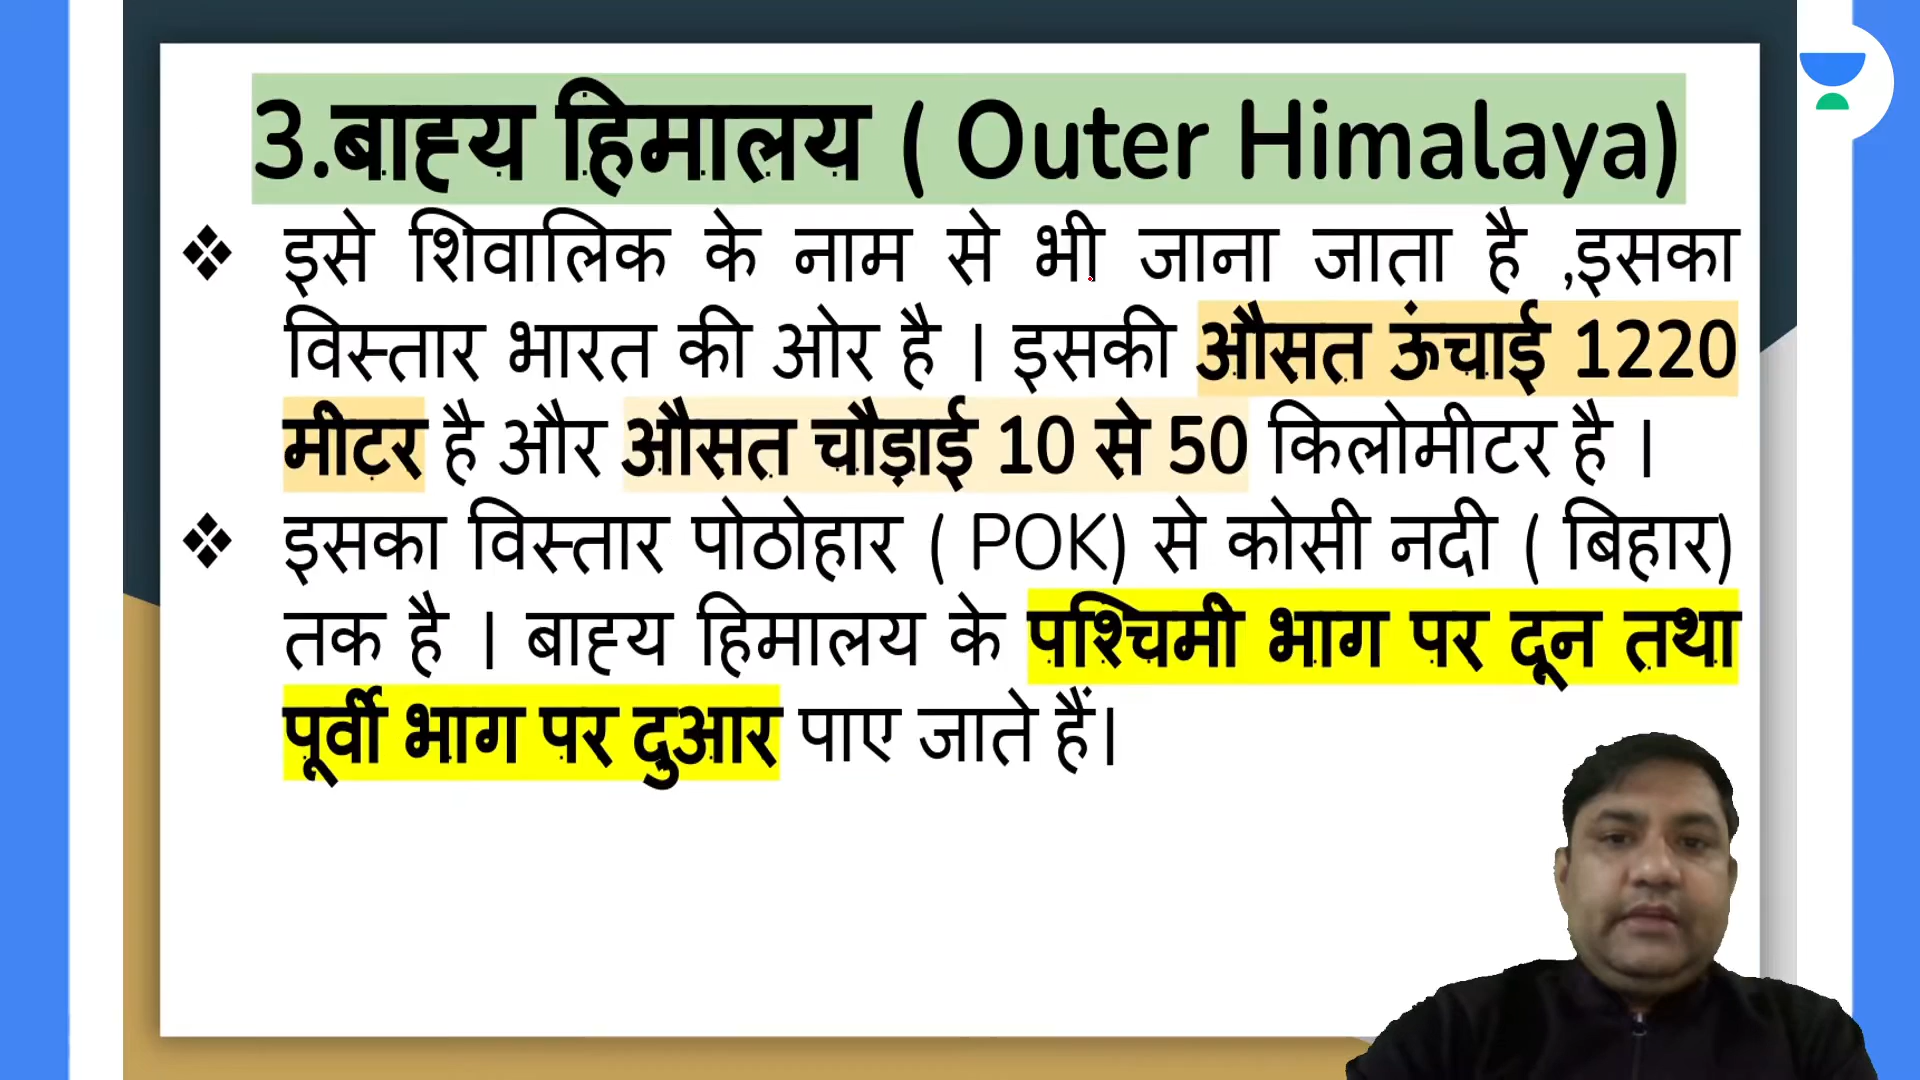 3.बाह्य हिमालय ( Outer Himalaya)
❖ इसे शिवालिक के नाम से भी जाना जाता है ,इसका
विस्तार भारत की ओर है । इसकी औसत ऊंचाई 1220
मीटर है और औसत चौड़ाई 10 से 50 किलोमीटर है ।
❖ इसका विस्तार पोठोहार ( POK) से कोसी नदी ( बिहार)
तक है । बाह्य हिमालय के पश्चिमी भाग पर दून तथा
पूर्वी भाग पर दुआर पाए जाते हैं।